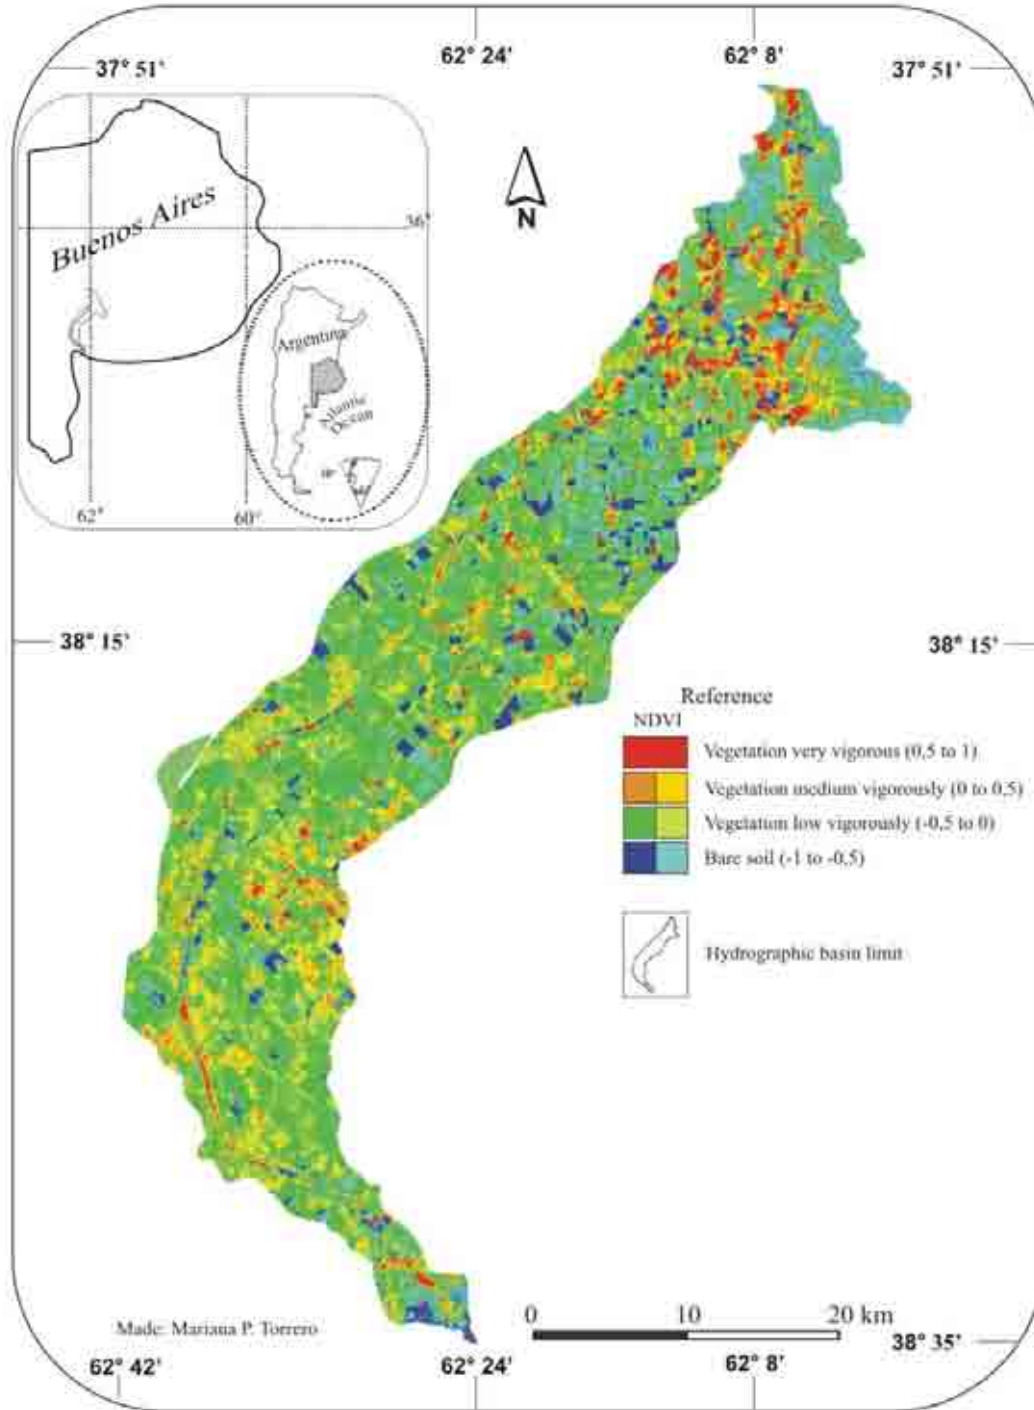 62° 24' 62° 8'
37° 51' 37° 51'
Buenos Aires
36°
N
Argentina
Atlantic
Ocean
62° 60°
38° 15' 38° 15'
Reference
NDVI
Vegetation very vigorous (0,5 to 1)
Vegetation medium vigorously (0 to 0,5)
Vegetation low vigorously (-0,5 to 0)
Bare soil (-1 to -0,5)
Hydrographic basin limit
0 10 20 km
Made: Mariana P. Torrero
38° 35'
62° 42' 62° 24' 62° 8'